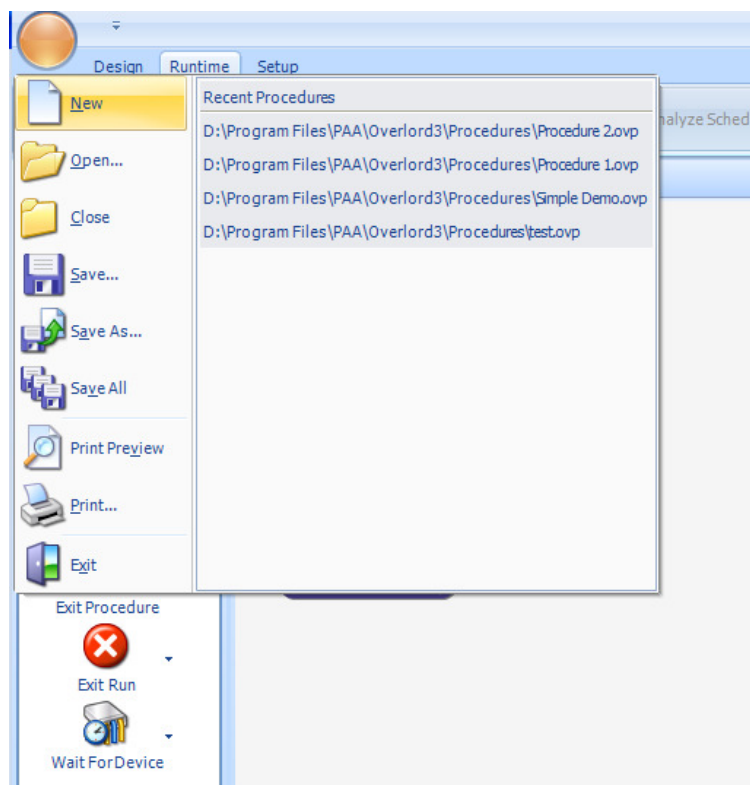 Design Runtime Setup
New
Open...
Close
Save...
Save As...
Save All
Print Preview
Print...
Exit
Recent Procedures
D:\Program Files\PAA\Overlord3\Procedures\Procedure 2.ovp
D:\Program Files\PAA\Overlord3\Procedures\Procedure 1.ovp
D:\Program Files\PAA\Overlord3\Procedures\Simple Demo.ovp
D:\Program Files\PAA\Overlord3\Procedures\test.ovp
nalyze Sched
Exit Procedure
Exit Run
Wait For Device